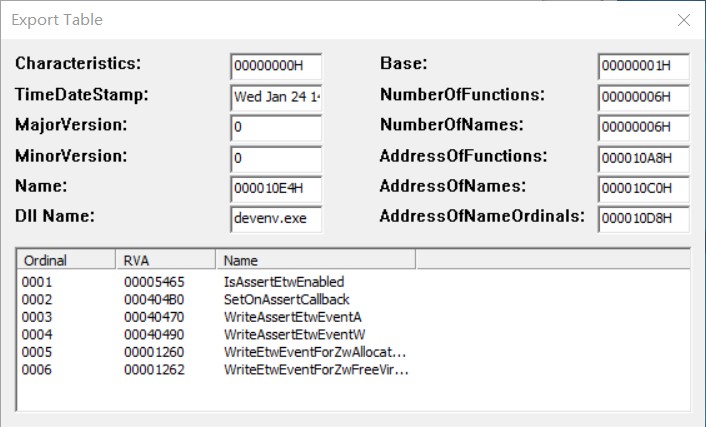 Export Table
Characteristics: 00000000H Base: 00000001H
TimeDateStamp: Wed Jan 24 14 NumberOfFunctions: 00000006H
MajorVersion: 0 NumberOfNames: 00000006H
MinorVersion: 0 AddressOfFunctions: 000010A8H
Name: 000010E4H AddressOfNames: 000010C0H
Dll Name: devenv.exe AddressOfNameOrdinals: 000010D8H
Ordinal RVA Name
0001 00005465 IsAssertEtwEnabled
0002 000404B0 SetOnAssertCallback
0003 00040470 WriteAssertEtwEventA
0004 00040490 WriteAssertEtwEventW
0005 00001260 WriteEtwEventForZwAllocat...
0006 00001262 WriteEtwEventForZwFreeVir...